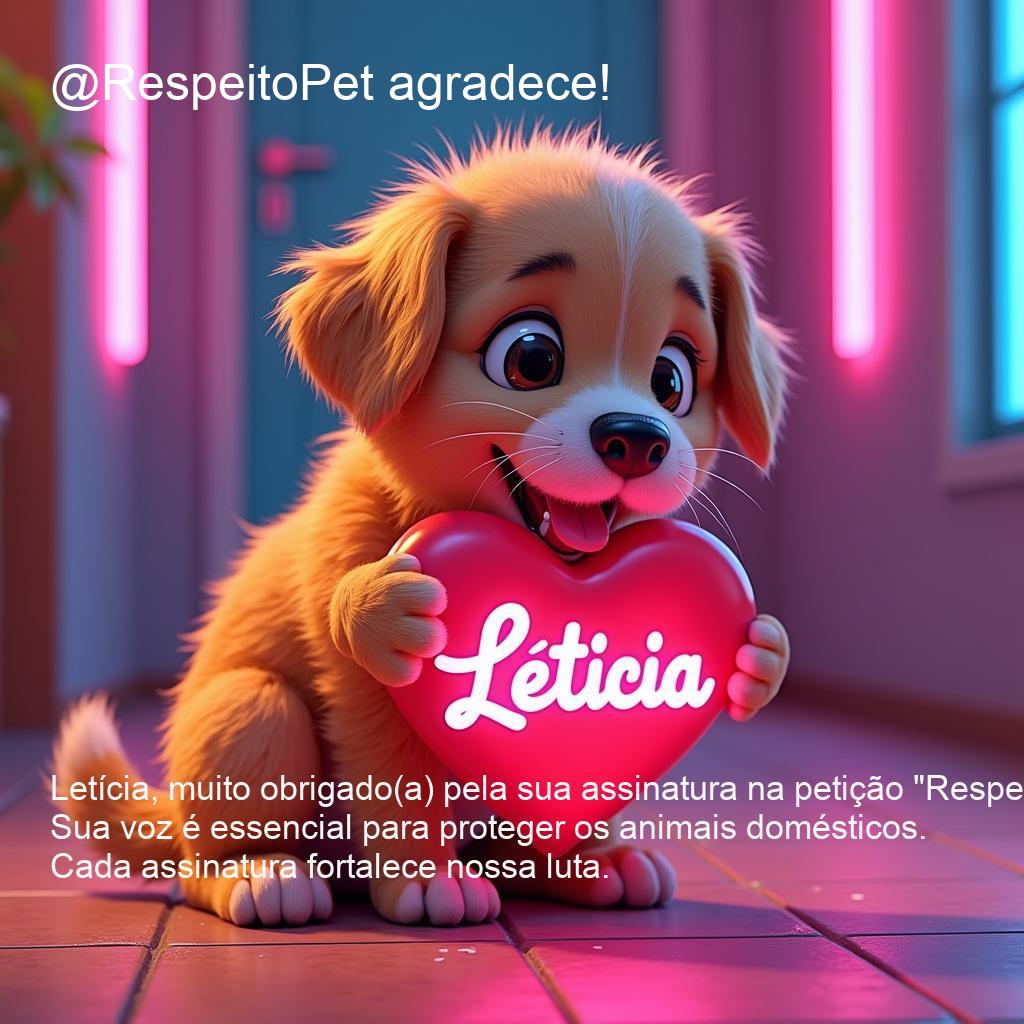 @RespeitoPet agradece!
Léticia
Letícia, muito obrigado(a) pela sua assinatura na petição "Respe
Sua voz é essencial para proteger os animais domésticos.
Cada assinatura fortalece nossa luta.